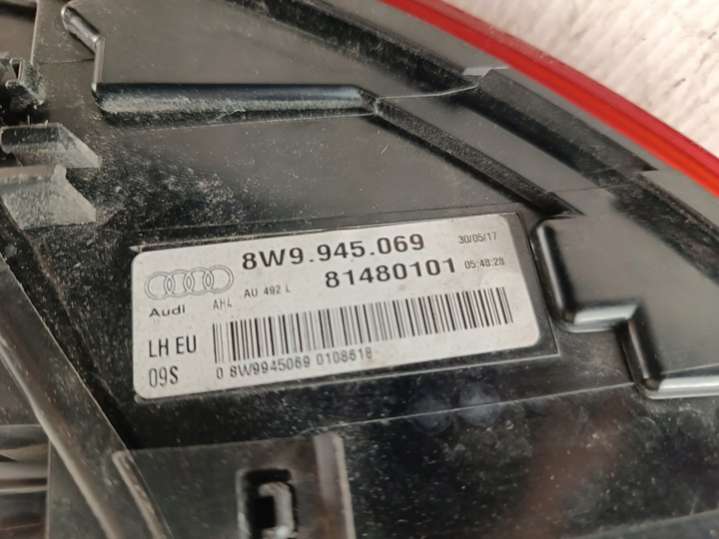 8W9.945.069 30/05/17
Audi AHL AU 492 L 81480101 05:48:28
LH EU
09S 0 8W9945069 0108618